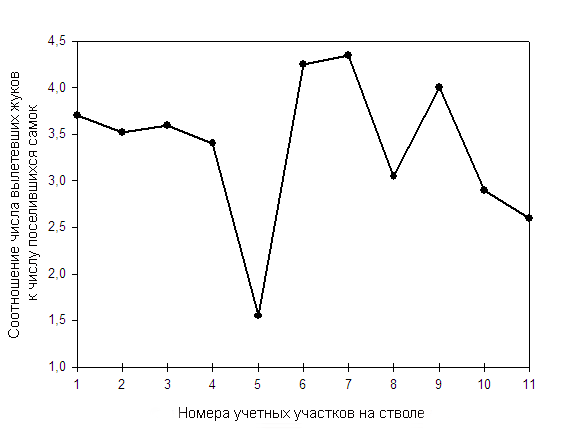 Соотношение числа вылетевших жуков
к числу поселившихся самок
4,5
4,0
3,5
3,0
2,5
2,0
1,5
1,0
1 2 3 4 5 6 7 8 9 10 11
Номера учетных участков на стволе